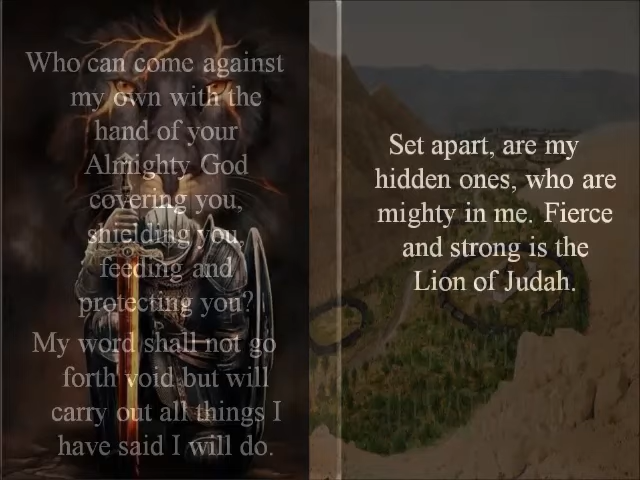 Who can come against
my own with the
hand of your
Almighty God
covering you,
shielding you,
feeding and
protecting you?
My word shall not go
forth void but will
carry out all things I
have said I will do.
Set apart, are my
hidden ones, who are
mighty in me. Fierce
and strong is the
Lion of Judah.